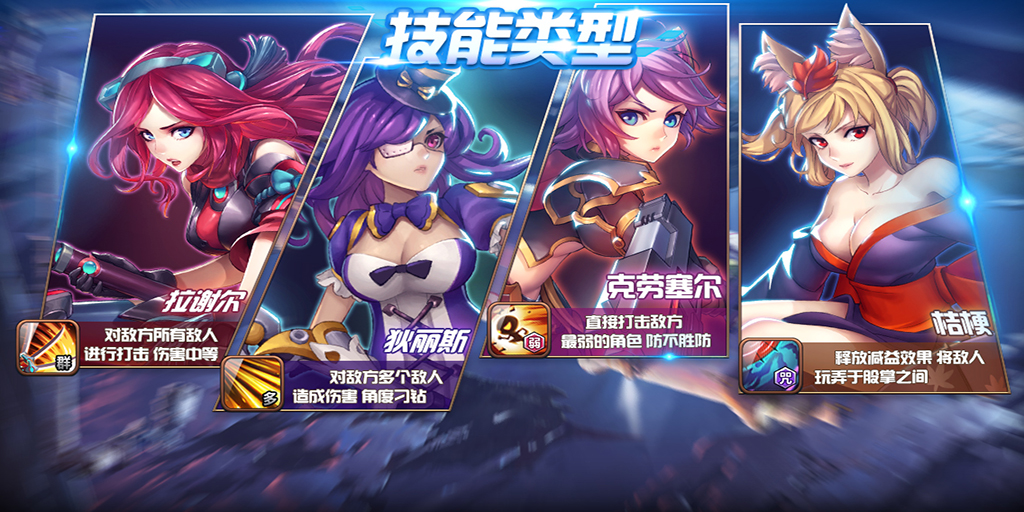 技能类型
拉谢尔
对敌方所有敌人
进行打击 伤害中等
群
狄丽斯
对敌方多个敌人
造成伤害 角度刁钻
多
克劳塞尔
直接打击敌方
最弱的角色 防不胜防
弱
桔梗
释放减益效果 将敌人
玩弄于股掌之间
咒